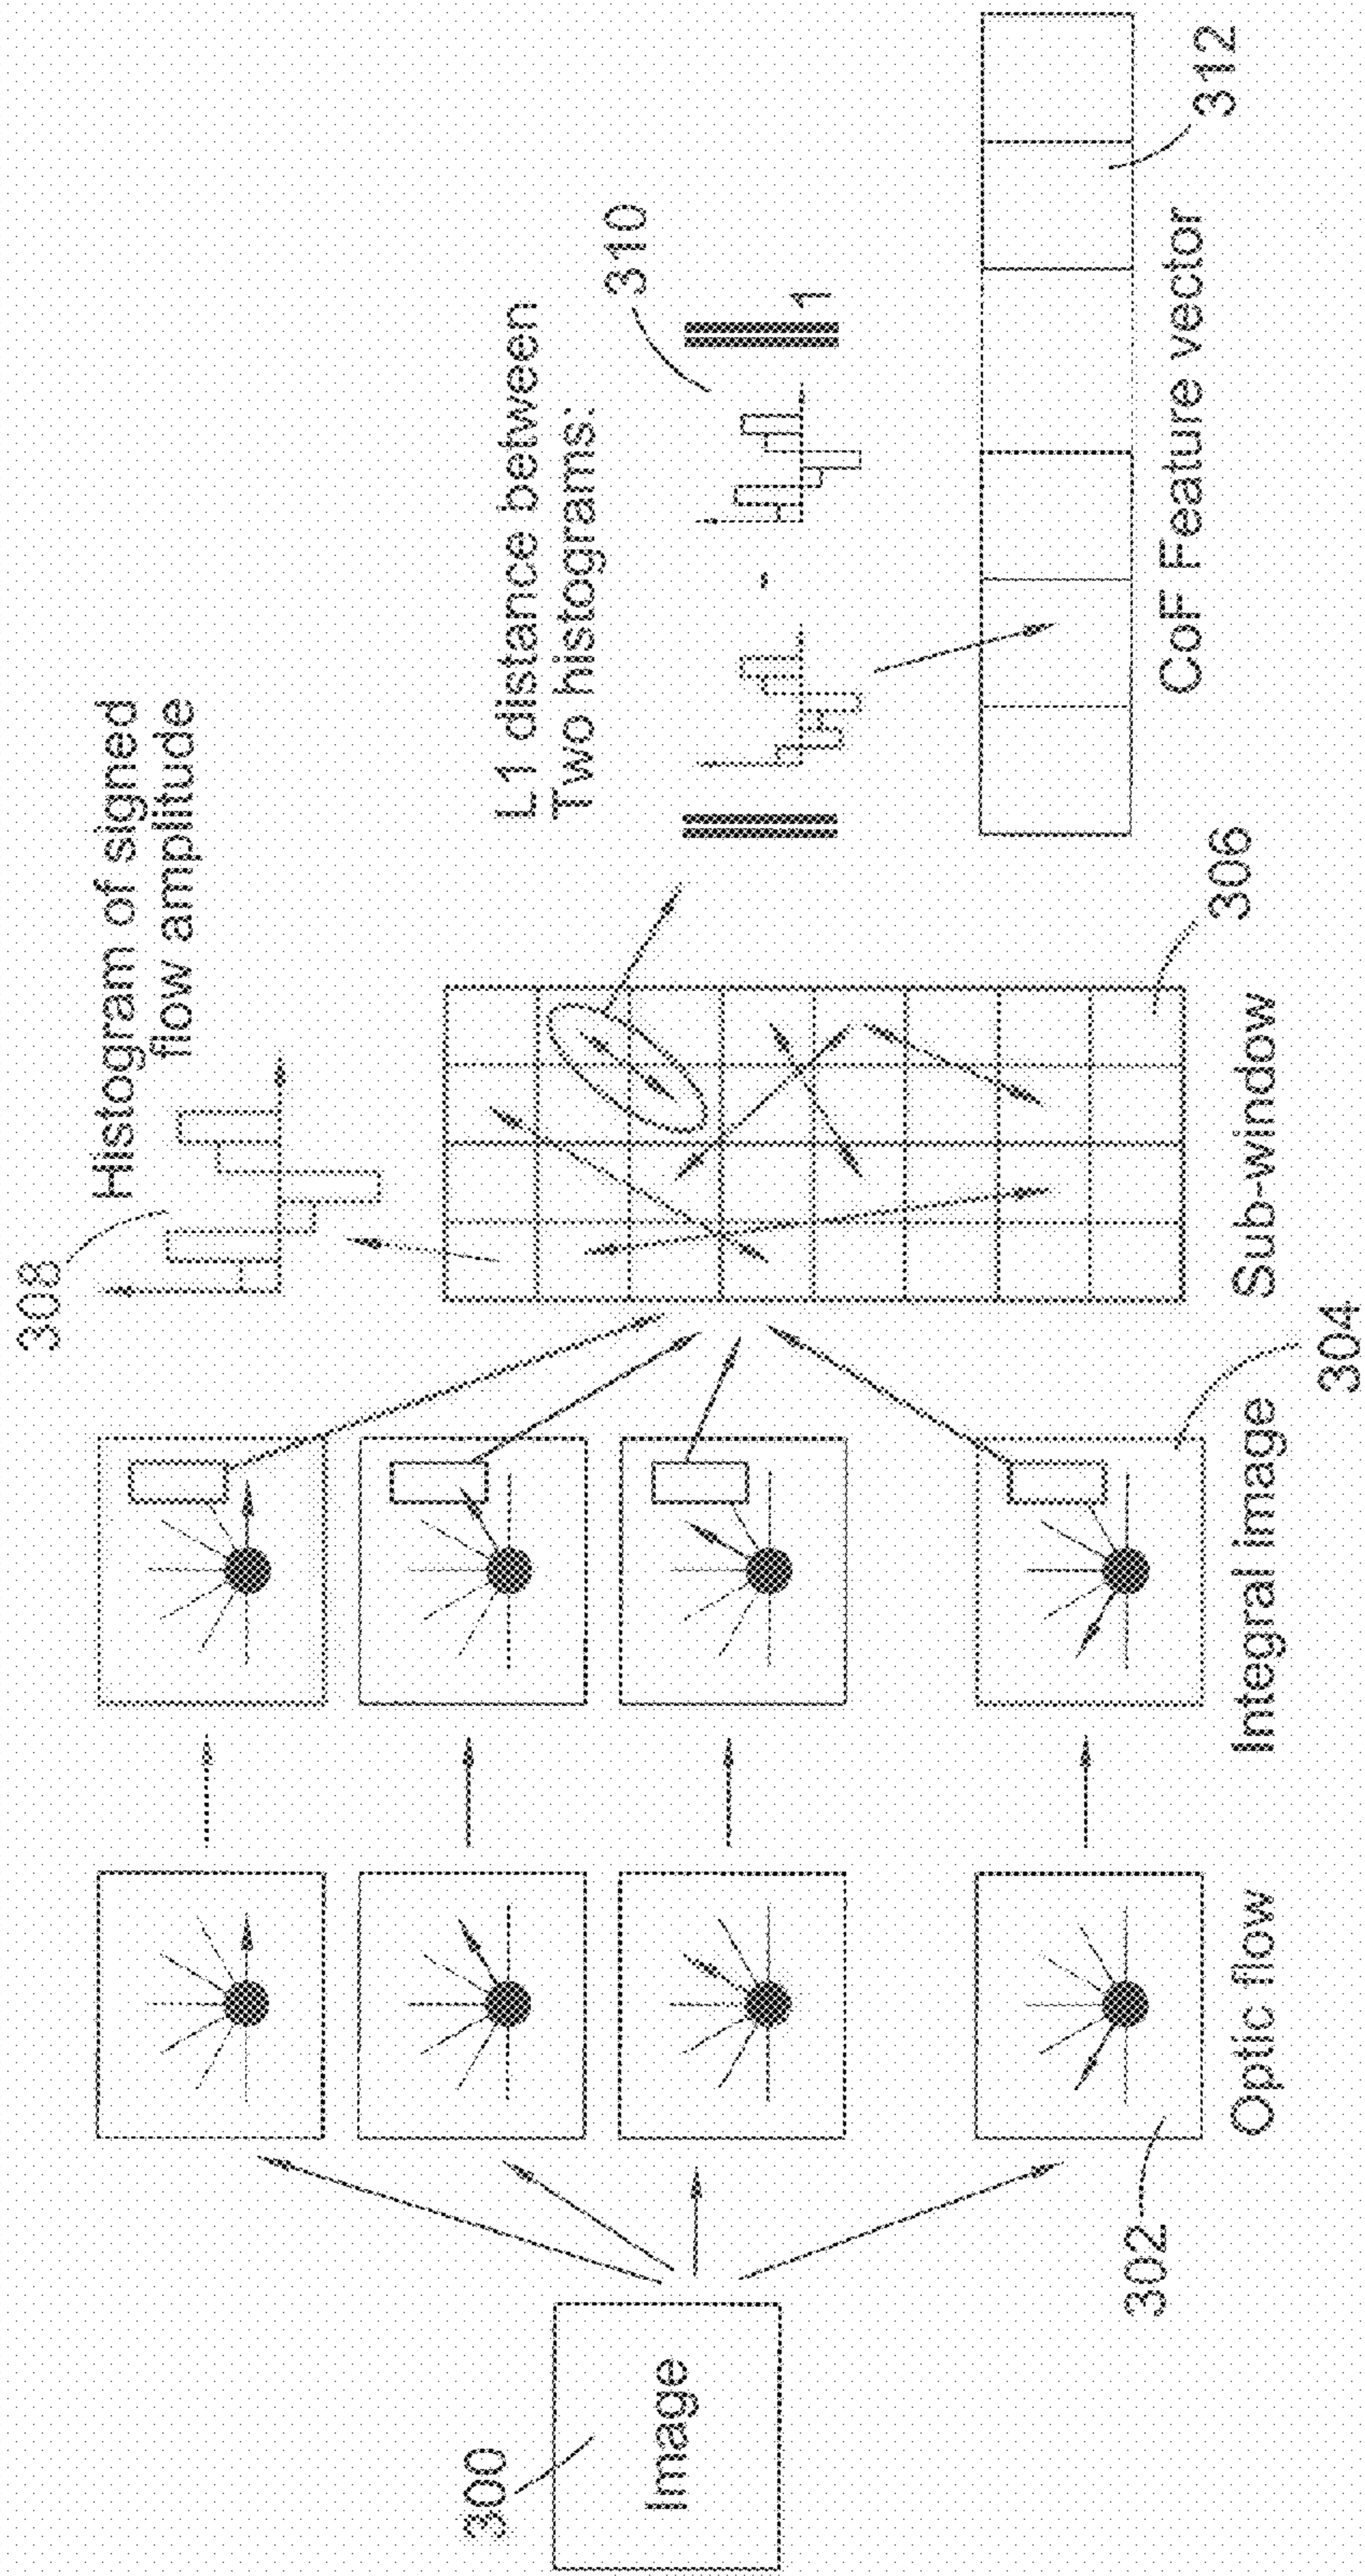 300
Image
302
Optic flow
304
Integral image
308
Histogram of signed
flow amplitude
306
Sub-window
L1 distance between
Two histograms:
310
-
1
312
CoF Feature vector